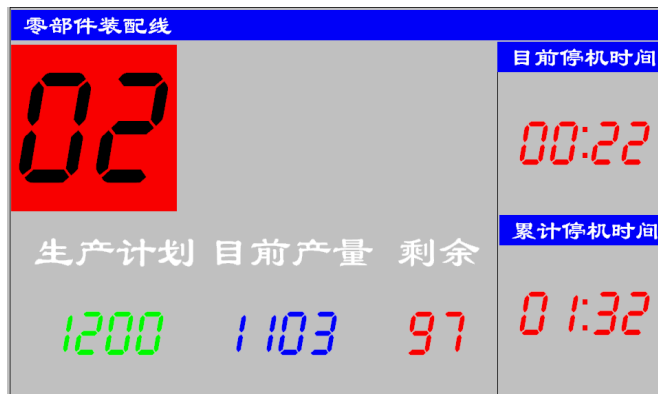 零部件装配线
目前停机时间
02
00:22
累计停机时间
生产计划 目前产量 剩余
1200 1103 97
01:32